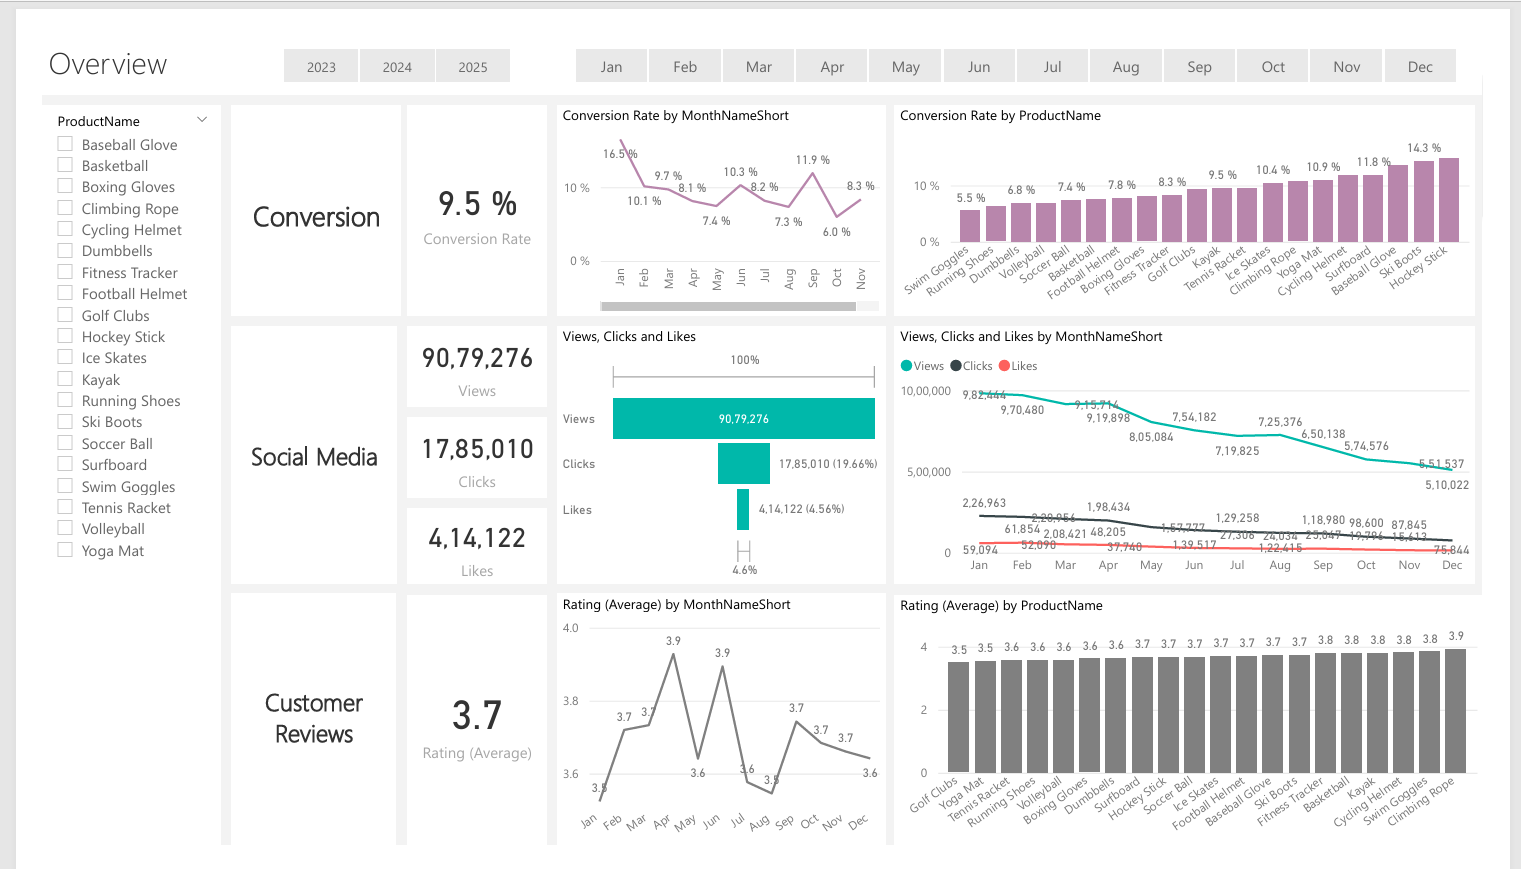 Overview
2023 2024 2025
Jan Feb Mar Apr May Jun Jul Aug Sep Oct Nov Dec
ProductName
Baseball Glove
Basketball
Boxing Gloves
Climbing Rope
Cycling Helmet
Dumbbells
Fitness Tracker
Football Helmet
Golf Clubs
Hockey Stick
Ice Skates
Kayak
Running Shoes
Ski Boots
Soccer Ball
Surfboard
Swim Goggles
Tennis Racket
Volleyball
Yoga Mat
Conversion
9.5 %
Conversion Rate
Conversion Rate by MonthNameShort
10 %
0 %
16.5 % 10.1 % 9.7 % 8.1 % 7.4 % 10.3 % 8.2 % 7.3 % 11.9 % 6.0 % 8.3 %
Jan Feb Mar Apr May Jun Jul Aug Sep Oct Nov
Conversion Rate by ProductName
10 %
0 %
5.5 % 6.8 % 7.4 % 7.8 % 8.3 % 9.5 % 10.4 % 10.9 % 11.8 % 14.3 %
Swim Goggles Running Shoes Dumbbells Volleyball Soccer Ball Basketball Football Helmet Boxing Gloves Fitness Tracker Golf Clubs Kayak Tennis Racket Ice Skates Climbing Rope Yoga Mat Cycling Helmet Surfboard Baseball Glove Ski Boots Hockey Stick
Social Media
90,79,276
Views
17,85,010
Clicks
4,14,122
Likes
Views, Clicks and Likes
100%
Views 90,79,276
Clicks 17,85,010 (19.66%)
Likes 4,14,122 (4.56%)
4.6%
Views, Clicks and Likes by MonthNameShort
Views Clicks Likes
10,00,000
5,00,000
0
9,82,444 9,70,480 9,15,714 9,19,898 8,05,084 7,54,182 7,19,825 7,25,376 6,50,138 5,74,576 5,51,537 5,10,022
2,26,963 2,08,421 1,98,434 1,57,777 1,39,517 1,29,258 1,22,415 1,18,980 98,600 87,845 75,844
59,094 61,854 52,090 48,205 37,740 27,306 24,034 25,047 19,796 15,613
Jan Feb Mar Apr May Jun Jul Aug Sep Oct Nov Dec
Customer
Reviews
3.7
Rating (Average)
Rating (Average) by MonthNameShort
4.0
3.8
3.6
3.5 3.7 3.7 3.9 3.6 3.9 3.6 3.5 3.7 3.7 3.7 3.6
Jan Feb Mar Apr May Jun Jul Aug Sep Oct Nov Dec
Rating (Average) by ProductName
4
2
0
3.5 3.5 3.6 3.6 3.6 3.6 3.6 3.7 3.7 3.7 3.7 3.7 3.7 3.7 3.8 3.8 3.8 3.8 3.8 3.9
Golf Clubs Yoga Mat Tennis Racket Running Shoes Volleyball Boxing Gloves Dumbbells Surfboard Hockey Stick Soccer Ball Ice Skates Football Helmet Baseball Glove Ski Boots Fitness Tracker Basketball Kayak Cycling Helmet Swim Goggles Climbing Rope